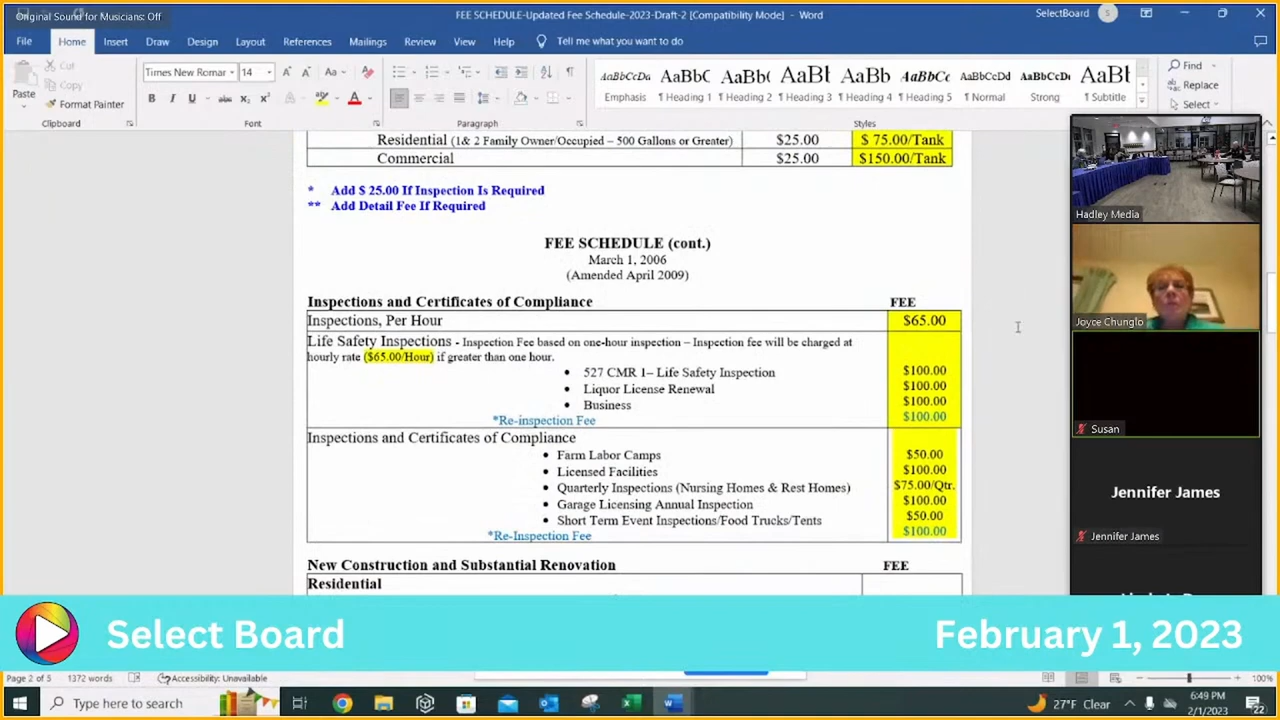 Original Sound for Musicians: Off
FEE SCHEDULE-Updated Fee Schedule-2023-Draft-2 [Compatibility Mode] - Word
SelectBoard S
File Home Insert Draw Design Layout References Mailings Review View Help Tell me what you want to do
Cut
Copy
Paste
Format Painter
Times New Romar 14
Find
Replace
Select
AaBbCcDa AaBbC AaBbC AaBb AaBb AaBbCc AaBbCcDd AaBbCcDc AaBb
Emphasis ¶ Heading 1 ¶ Heading 2 ¶ Heading 3 ¶ Heading 4 ¶ Heading 5 ¶ Normal Strong ¶ Subtitle
Clipboard Font Paragraph Styles
Residential (1& 2 Family Owner/Occupied – 500 Gallons or Greater) $25.00 $ 75.00/Tank
Commercial $25.00 $150.00/Tank
* Add $ 25.00 If Inspection Is Required
** Add Detail Fee If Required
FEE SCHEDULE (cont.)
March 1, 2006
(Amended April 2009)
Inspections and Certificates of Compliance FEE
Inspections, Per Hour $65.00
Life Safety Inspections - Inspection Fee based on one-hour inspection – Inspection fee will be charged at
hourly rate ($65.00/Hour) if greater than one hour.
• 527 CMR 1– Life Safety Inspection $100.00
• Liquor License Renewal $100.00
• Business $100.00
*Re-inspection Fee $100.00
Inspections and Certificates of Compliance
• Farm Labor Camps $50.00
• Licensed Facilities $100.00
• Quarterly Inspections (Nursing Homes & Rest Homes) $75.00/Qtr.
• Garage Licensing Annual Inspection $100.00
• Short Term Event Inspections/Food Trucks/Tents $50.00
*Re-Inspection Fee $100.00
New Construction and Substantial Renovation FEE
Residential
Hadley Media
Joyce Chunglo
Susan
Jennifer James
Jennifer James
Select Board February 1, 2023
Page 2 of 5 1372 words Accessibility: Unavailable 100%
Type here to search
27°F Clear
6:49 PM
2/1/2023
22